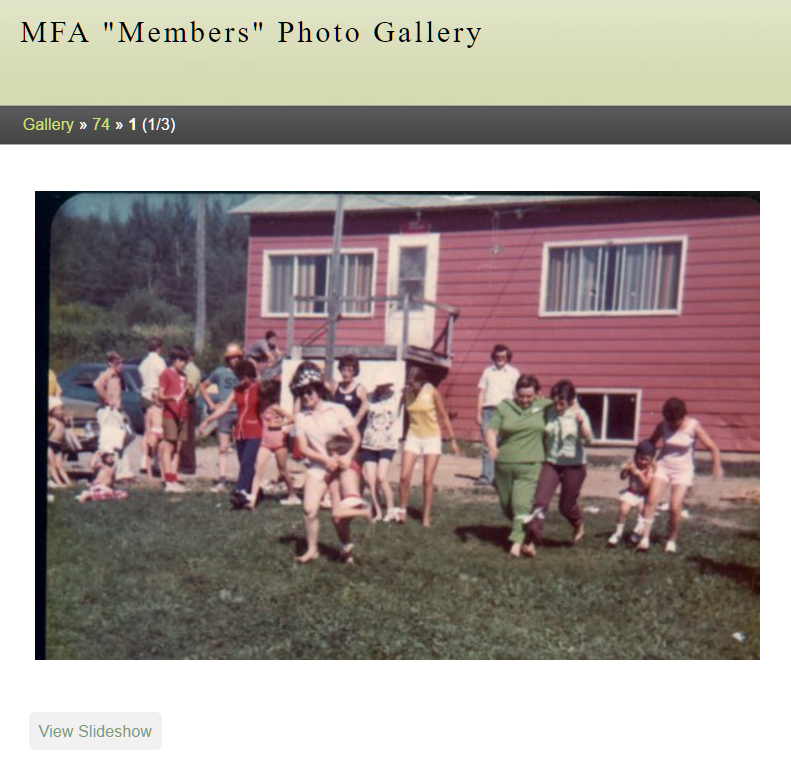 MFA "Members" Photo Gallery
Gallery » 74 » 1 (1/3)
View Slideshow